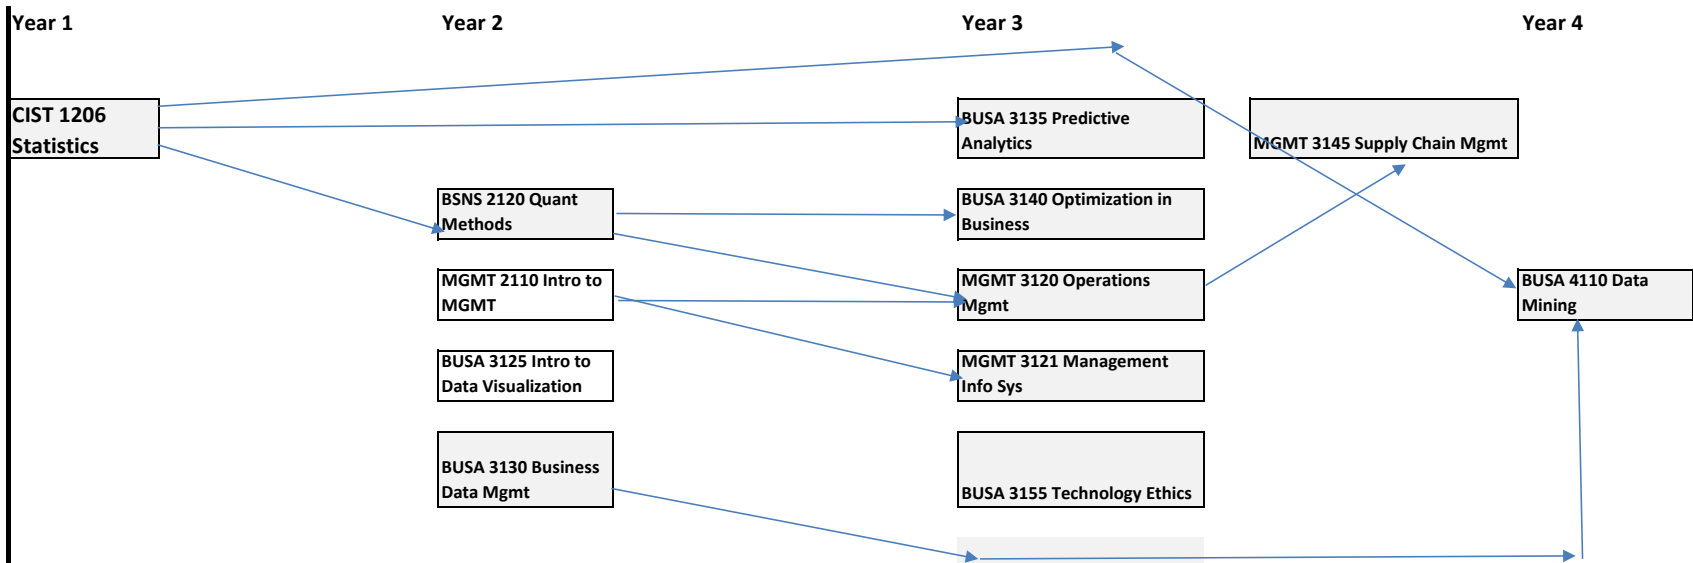 Year 1
Year 2
Year 3
Year 4
CIST 1206
Statistics
BUSA 3135 Predictive
Analytics
MGMT 3145 Supply Chain Mgmt
BSNS 2120 Quant
Methods
BUSA 3140 Optimization in
Business
MGMT 2110 Intro to
MGMT
MGMT 3120 Operations
Mgmt
BUSA 4110 Data
Mining
BUSA 3125 Intro to
Data Visualization
MGMT 3121 Management
Info Sys
BUSA 3130 Business
Data Mgmt
BUSA 3155 Technology Ethics